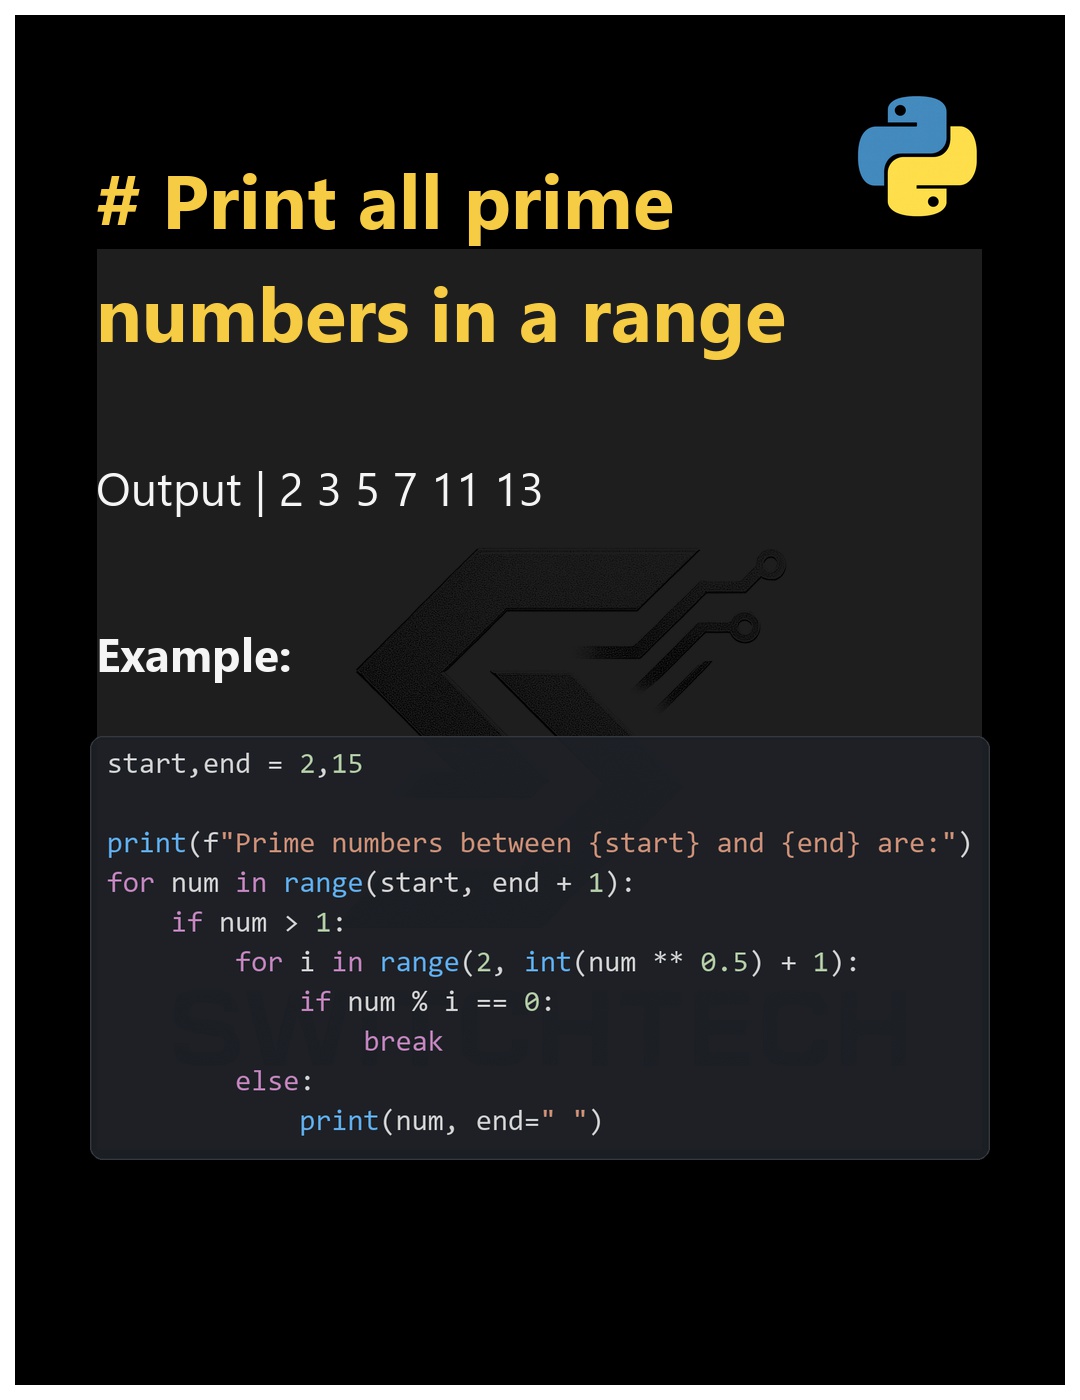 # Print all prime
numbers in a range
Output | 2 3 5 7 11 13
Example:
start,end = 2,15
print(f"Prime numbers between {start} and {end} are:")
for num in range(start, end + 1):
    if num > 1:
        for i in range(2, int(num ** 0.5) + 1):
            if num % i == 0:
                break
        else:
            print(num, end=" ")